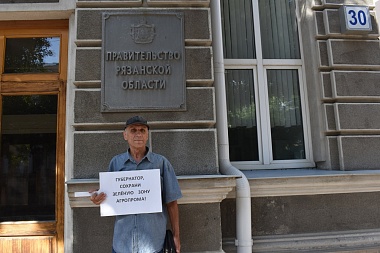 ПРАВИТЕЛЬСТВО
РЯЗАНСКОЙ
ОБЛАСТИ
30
ГУБЕРНАТОР,
СОХРАНИ
ЗЕЛЁНУЮ ЗОНУ
АГРОПРОМА!